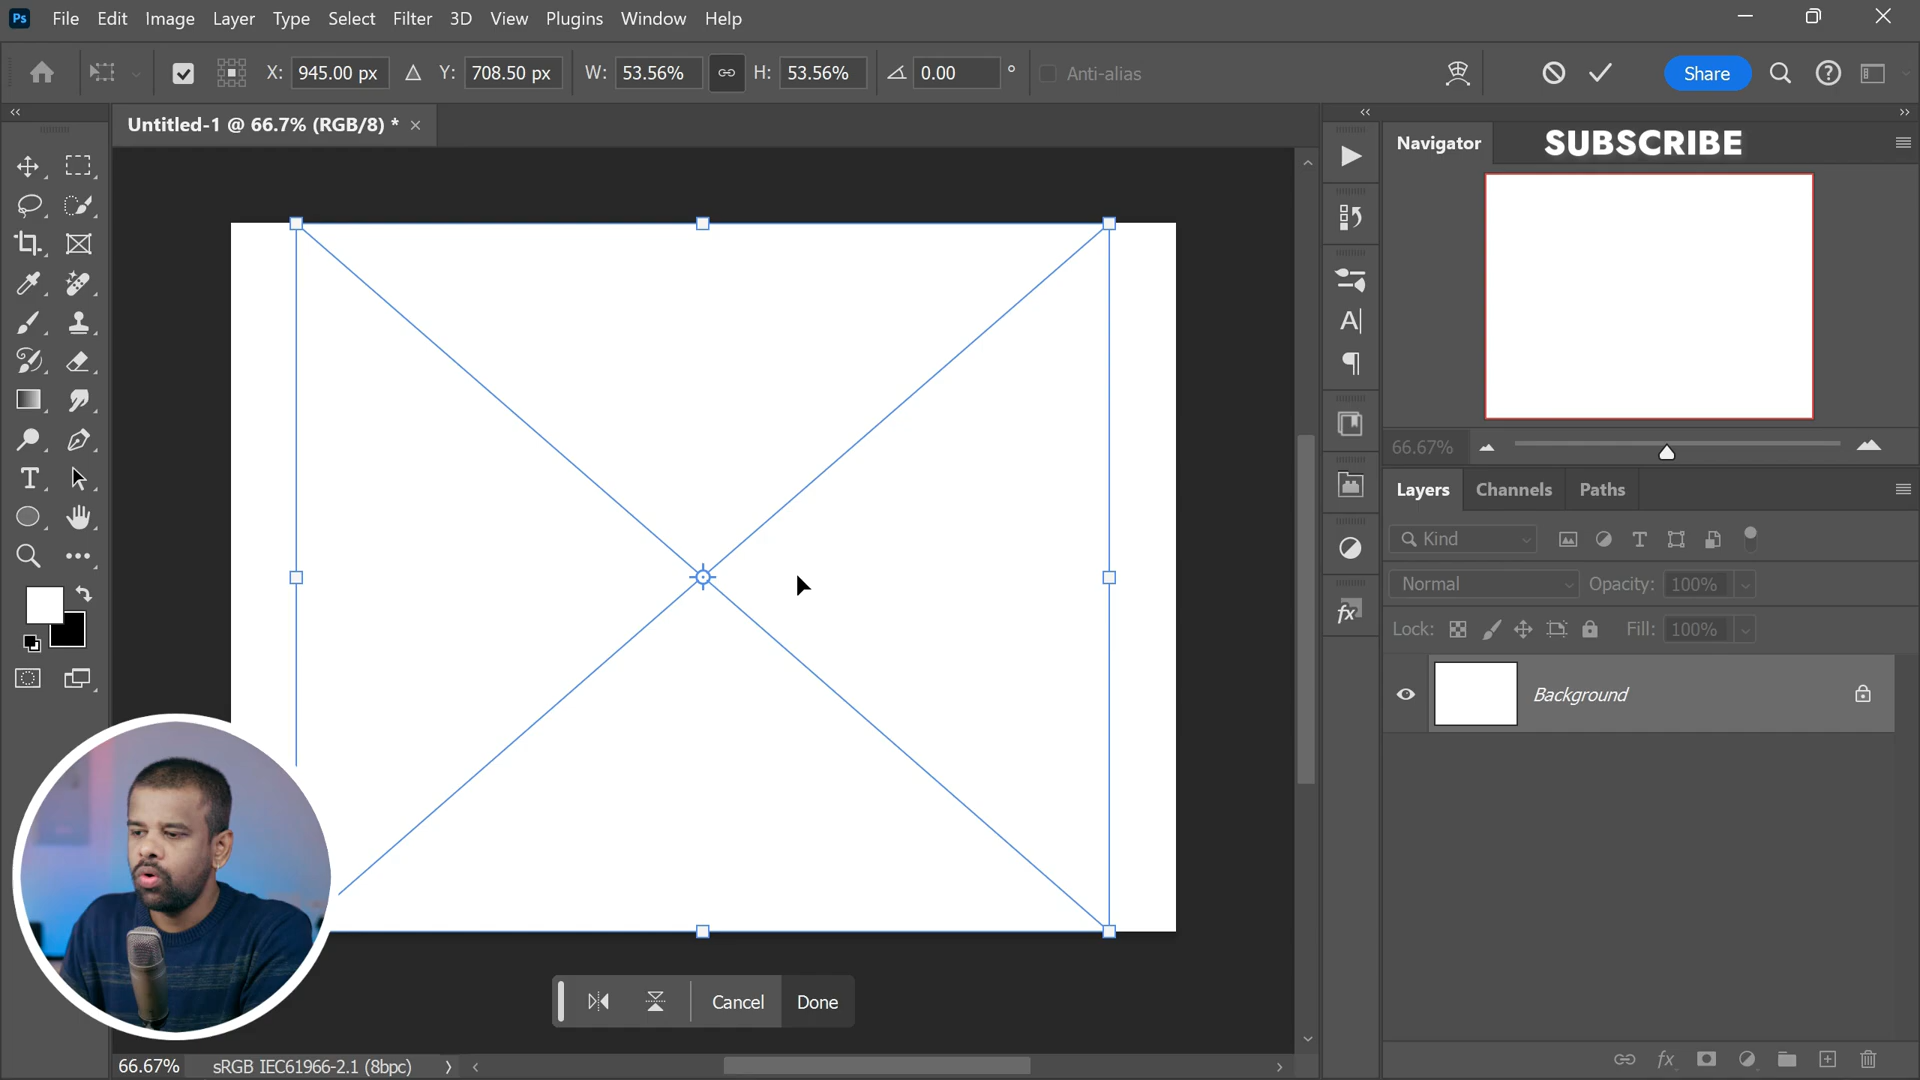 Ps File Edit Image Layer Type Select Filter 3D View Plugins Window Help
X: 945.00 px Y: 708.50 px W: 53.56% H: 53.56% 0.00 ° Anti-alias Share
Untitled-1 @ 66.7% (RGB/8) *
Navigator SUBSCRIBE
66.67%
Layers Channels Paths
Kind
Normal Opacity: 100%
Lock: Fill: 100%
Background
Cancel Done
66.67% sRGB IEC61966-2.1 (8bpc)